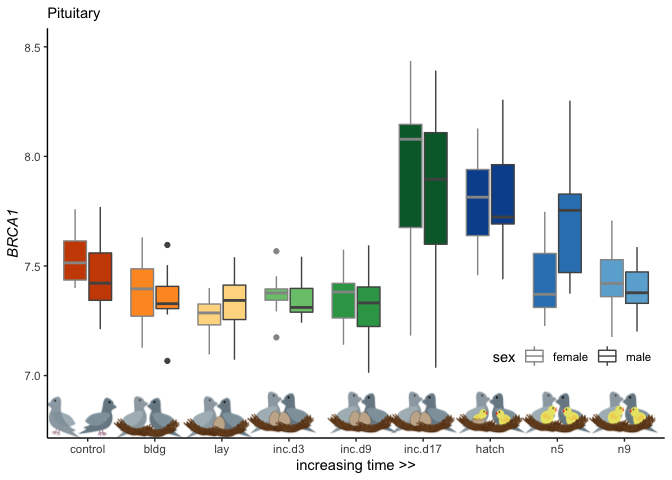 Pituitary
8.5
8.0
7.5
7.0
BRCA1
sex female male
control bldg lay inc.d3 inc.d9 inc.d17 hatch n5 n9
increasing time >>